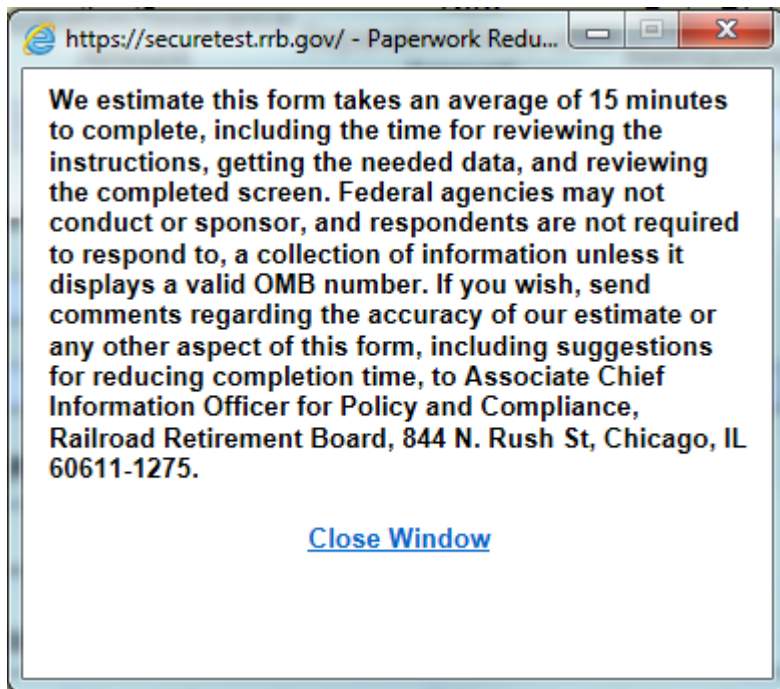 https://securetest.rrb.gov/ - Paperwork Redu...
We estimate this form takes an average of 15 minutes
to complete, including the time for reviewing the
instructions, getting the needed data, and reviewing
the completed screen. Federal agencies may not
conduct or sponsor, and respondents are not required
to respond to, a collection of information unless it
displays a valid OMB number. If you wish, send
comments regarding the accuracy of our estimate or
any other aspect of this form, including suggestions
for reducing completion time, to Associate Chief
Information Officer for Policy and Compliance,
Railroad Retirement Board, 844 N. Rush St, Chicago, IL
60611-1275.
Close Window